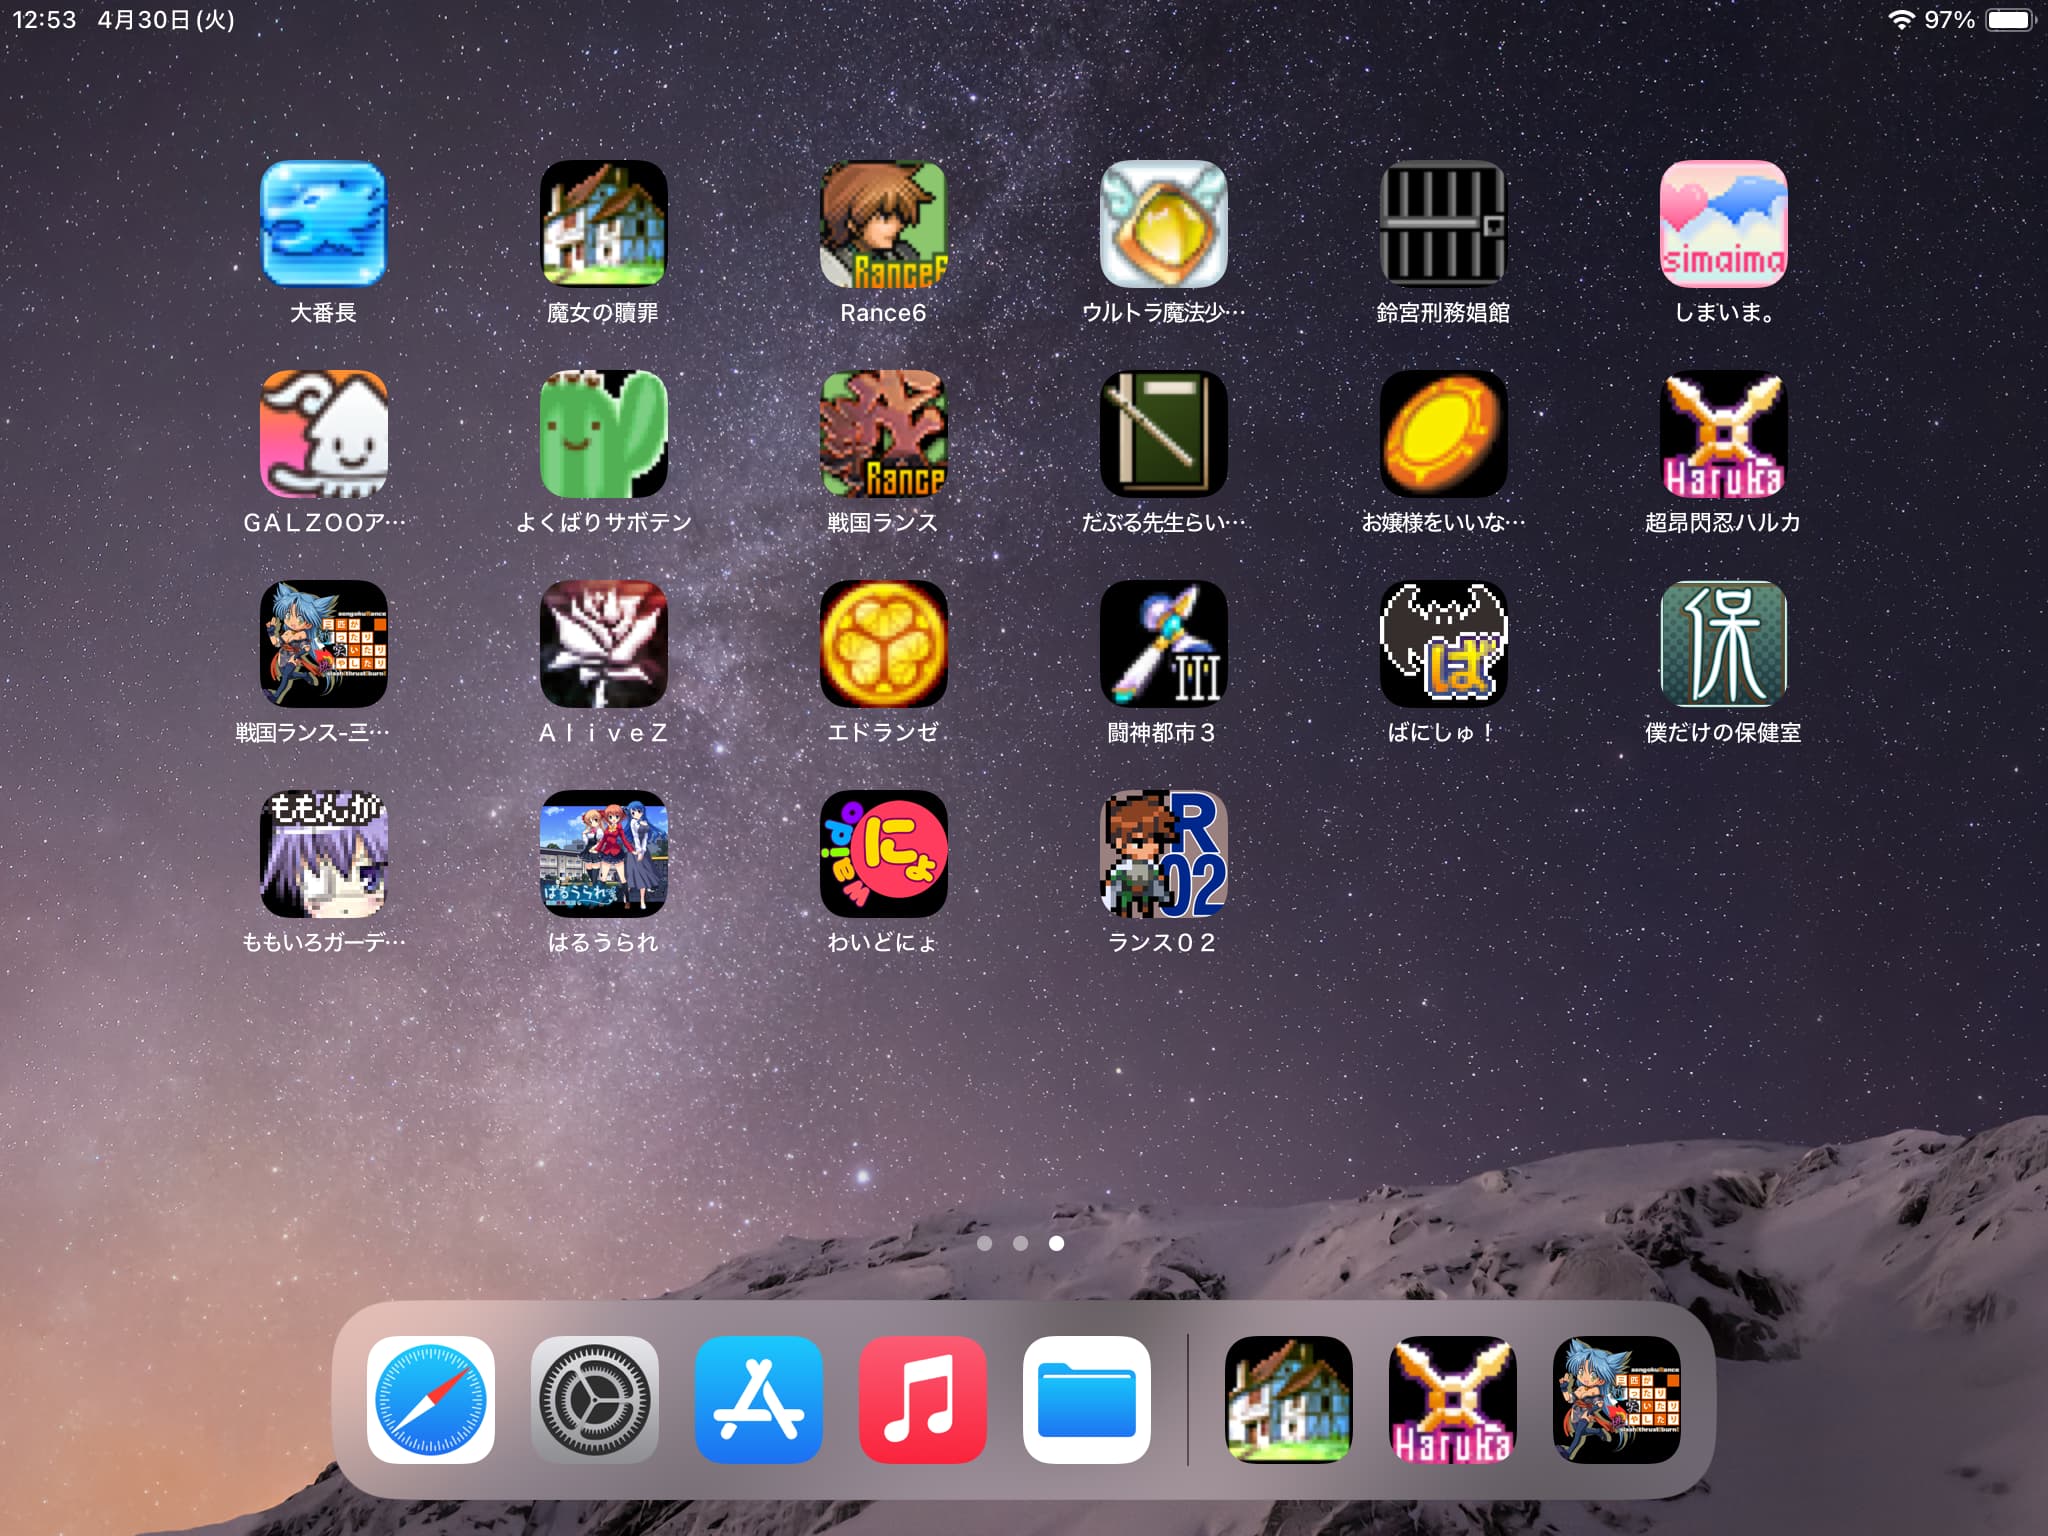 12:53 4月30日(火)
97%
simaima
大番長
魔女の贖罪
Rance6
ウルトラ魔法少…
鈴宮刑務娼館
しまいま。
Rance
Haruka
GALZOOア…
よくばりサボテン
戦国ランス
だぶる先生らい…
お嬢様をいいな…
超昂閃忍ハルカ
III
ば
保
戦国ランス-三…
AliveZ
エドランゼ
闘神都市３
ばにしゅ！
僕だけの保健室
ももんが
はるうられ
waido
にょ
R
02
ももいろガーデ…
はるうられ
わいどにょ
ランス０２
Haruka